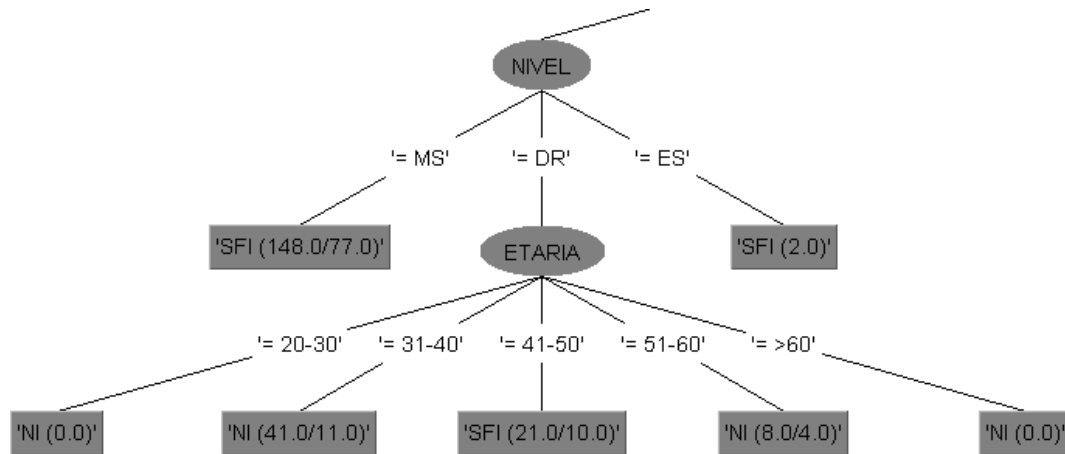 NIVEL
'= MS' '= DR' '= ES'
'SFI (148.0/77.0)' 'SFI (2.0)'
ETARIA
'= 20-30' '= 31-40' '= 41-50' '= 51-60' '= >60'
'NI (0.0)' 'NI (41.0/11.0)' 'SFI (21.0/10.0)' 'NI (8.0/4.0)' 'NI (0.0)'